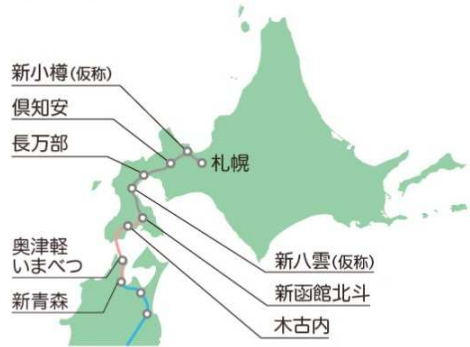 新小樽(仮称)
倶知安
長万部
札幌
奥津軽
いまべつ
新青森
新八雲(仮称)
新函館北斗
木古内